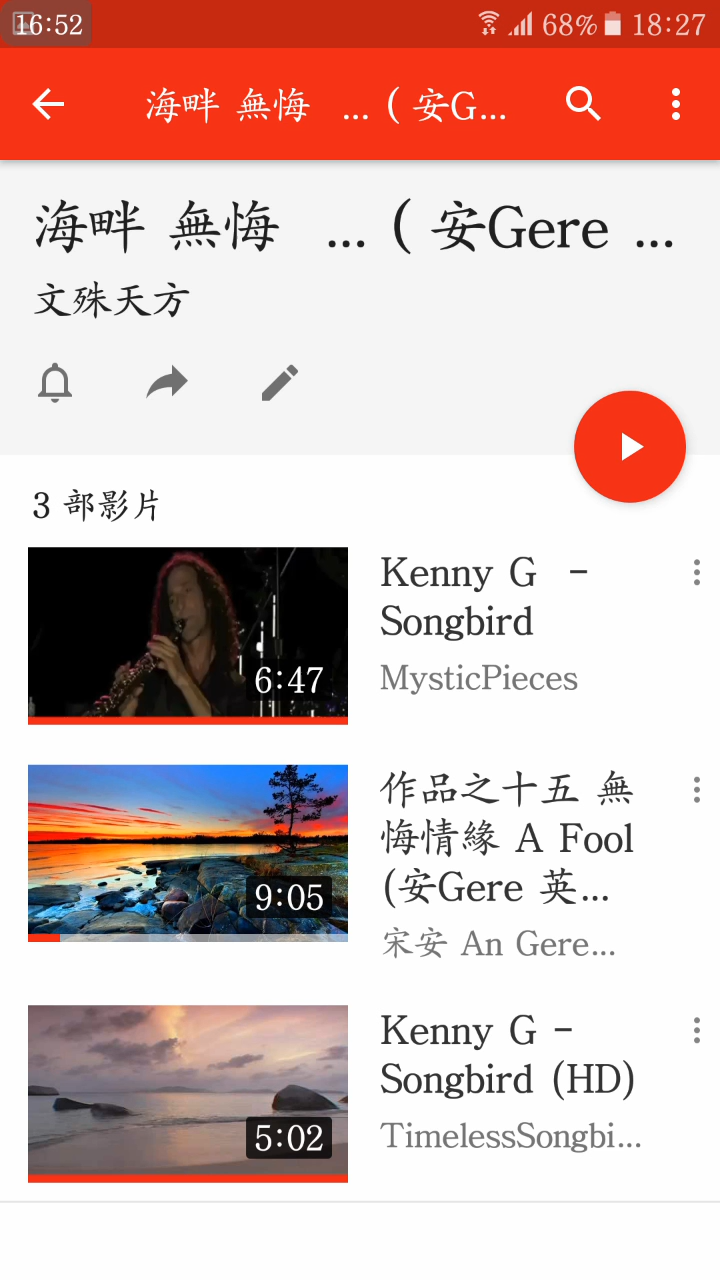 16:52 68% 18:27
海畔 無悔 ... ( 安G...
海畔 無悔 ... ( 安Gere ...
文殊天方
3 部影片
6:47
Kenny G -
Songbird
MysticPieces
9:05
作品之十五 無
悔情緣 A Fool
(安Gere 英...
宋安 An Gere...
5:02
Kenny G -
Songbird (HD)
TimelessSongbi...